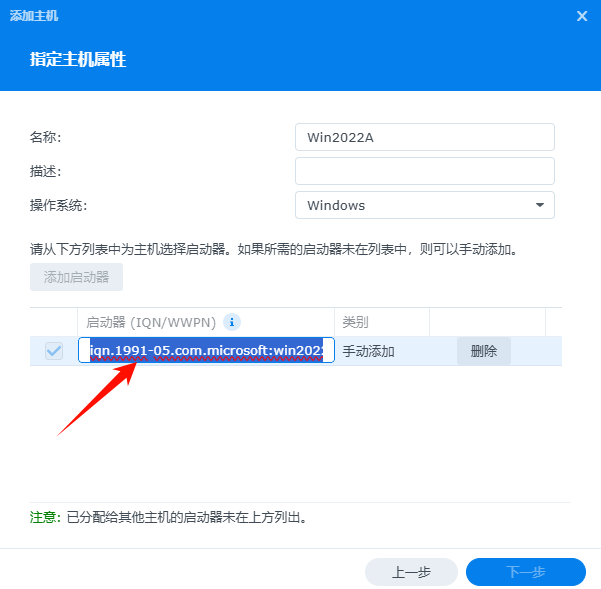 添加主机
指定主机属性
名称: Win2022A
描述:
操作系统: Windows
请从下方列表中为主机选择启动器。如果所需的启动器未在列表中，则可以手动添加。
添加启动器
启动器 (IQN/WWPN) 类别
iqn.1991-05.com.microsoft:win202 手动添加 删除
注意: 已分配给其他主机的启动器未在上方列出。
上一步 下一步